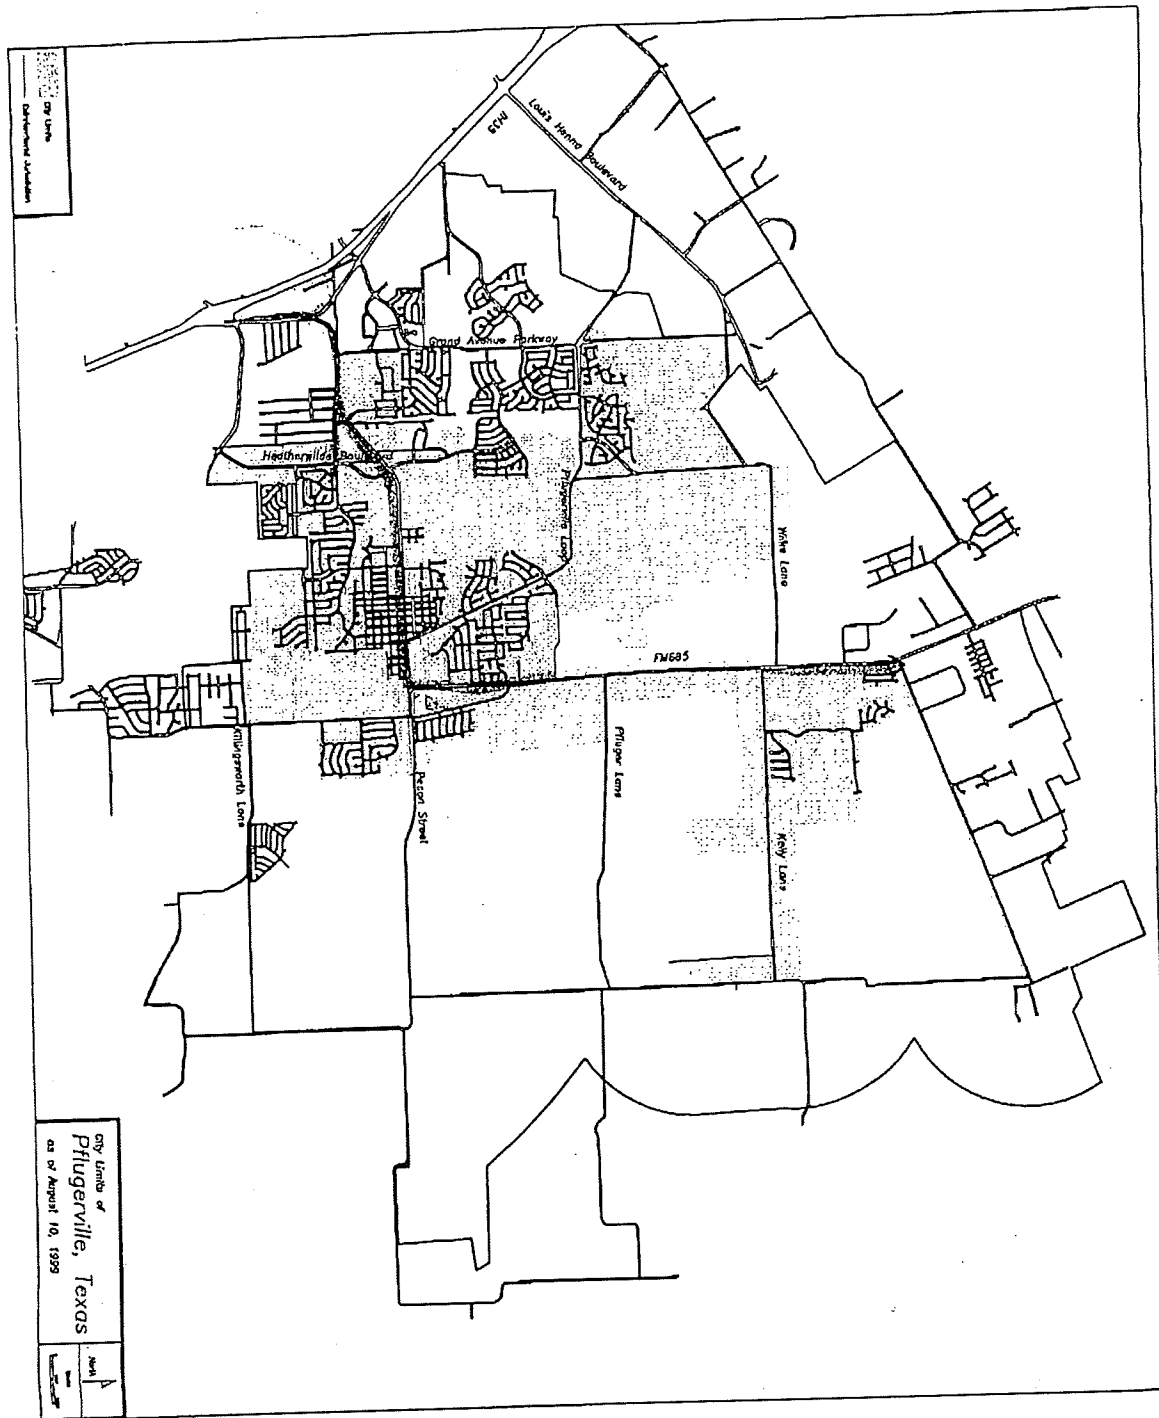 City Limits
Extraterritorial Jurisdiction
IH35
Louis Henna Boulevard
Grand Avenue Parkway
Heatherwilde Boulevard
Pflugerville Loop
Wilke Lane
FM685
Killingsworth Lane
Pecan Street
Pfluger Lane
Kelly Lane
City Limits of
Pflugerville, Texas
as of August 10, 1999
North